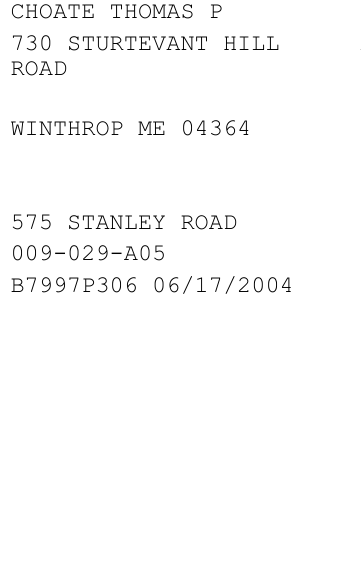 CHOATE THOMAS P
730 STURTEVANT HILL
ROAD
WINTHROP ME 04364
575 STANLEY ROAD
009-029-A05
B7997P306 06/17/2004